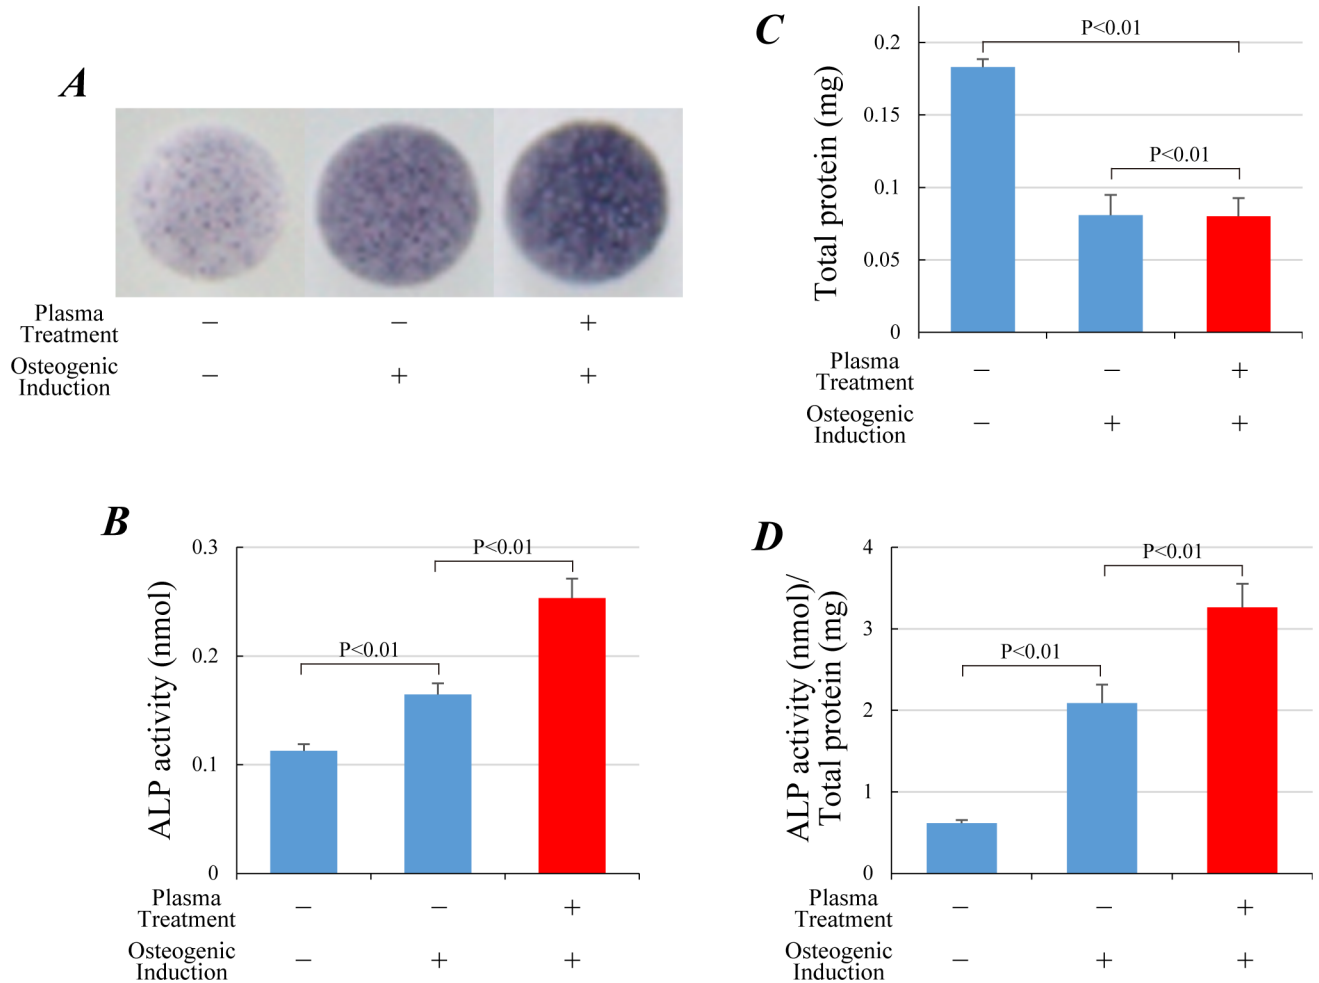 A
Plasma
Treatment
− − +
Osteogenic
Induction
− + +
C
P<0.01
P<0.01
Total protein (mg)
0.2
0.15
0.1
0.05
0
Plasma
Treatment
− − +
Osteogenic
Induction
− + +
B
P<0.01
P<0.01
ALP activity (nmol)
0.3
0.2
0.1
0
Plasma
Treatment
− − +
Osteogenic
Induction
− + +
D
P<0.01
P<0.01
ALP activity (nmol)/
Total protein (mg)
4
3
2
1
0
Plasma
Treatment
− − +
Osteogenic
Induction
− + +